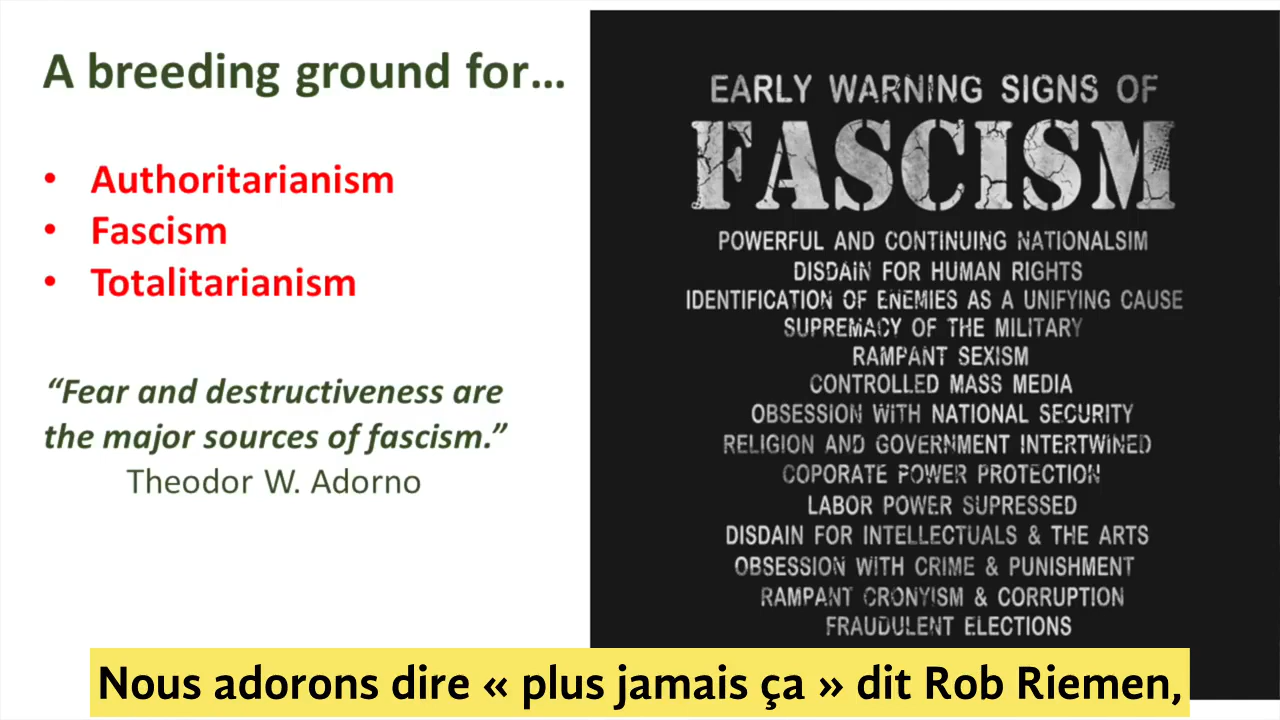 A breeding ground for...
• Authoritarianism
• Fascism
• Totalitarianism
“Fear and destructiveness are
the major sources of fascism.”
Theodor W. Adorno
EARLY WARNING SIGNS OF
FASCISM
POWERFUL AND CONTINUING NATIONALSIM
DISDAIN FOR HUMAN RIGHTS
IDENTIFICATION OF ENEMIES AS A UNIFYING CAUSE
SUPREMACY OF THE MILITARY
RAMPANT SEXISM
CONTROLLED MASS MEDIA
OBSESSION WITH NATIONAL SECURITY
RELIGION AND GOVERNMENT INTERTWINED
COPORATE POWER PROTECTION
LABOR POWER SUPRESSED
DISDAIN FOR INTELLECTUALS & THE ARTS
OBSESSION WITH CRIME & PUNISHMENT
RAMPANT CRONYISM & CORRUPTION
FRAUDULENT ELECTIONS
Nous adorons dire « plus jamais ça » dit Rob Riemen,